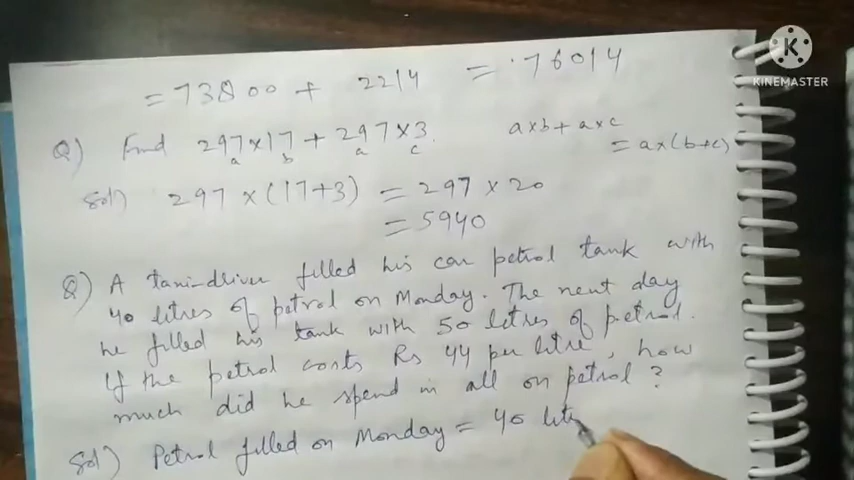 = 73800 + 2214 = 76014
KINEMASTER
Q) Find 297×17 + 297×3. a×b + a×c
a b a c = a×(b+c)
Sol) 297 × (17+3) = 297 × 20
= 5940
Q) A taxi-driver filled his car petrol tank with
40 litres of petrol on Monday. The next day
he filled his tank with 50 litres of petrol.
If the petrol costs Rs 44 per litre, how
much did he spend in all on petrol?
Sol) Petrol filled on Monday = 40 lit